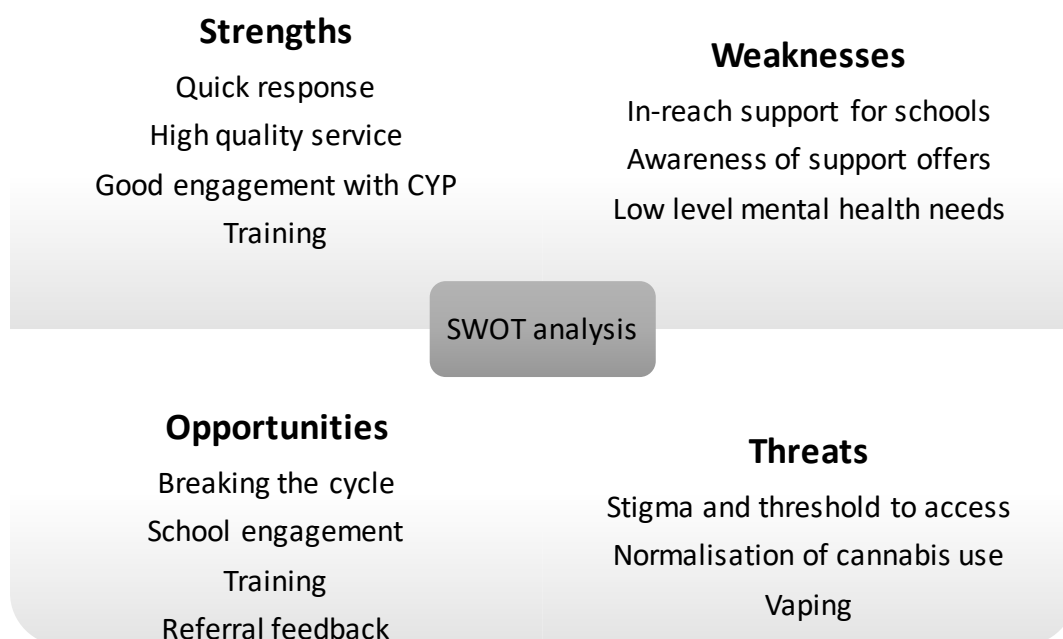 Strengths
Quick response
High quality service
Good engagement with CYP
Training
Weaknesses
In-reach support for schools
Awareness of support offers
Low level mental health needs
SWOT analysis
Opportunities
Breaking the cycle
School engagement
Training
Referral feedback
Threats
Stigma and threshold to access
Normalisation of cannabis use
Vaping